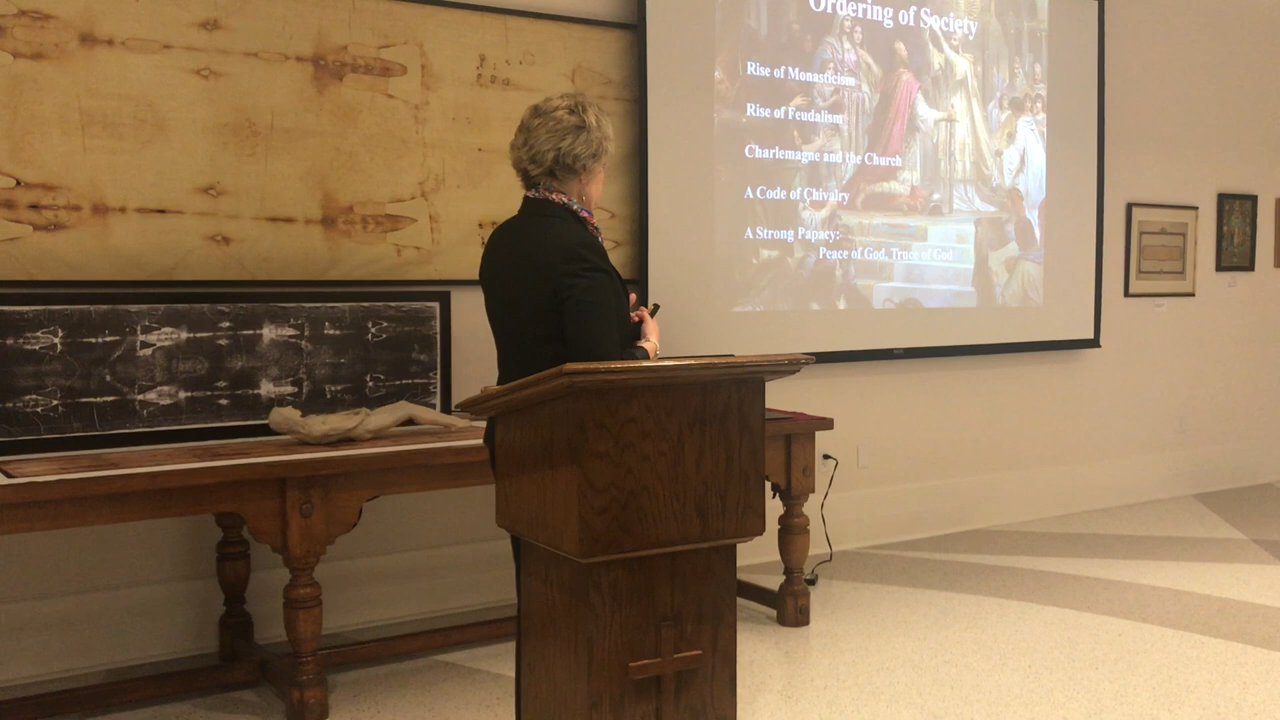 Ordering of Society
Rise of Monasticism
Rise of Feudalism
Charlemagne and the Church
A Code of Chivalry
A Strong Papacy:
Peace of God, Truce of God